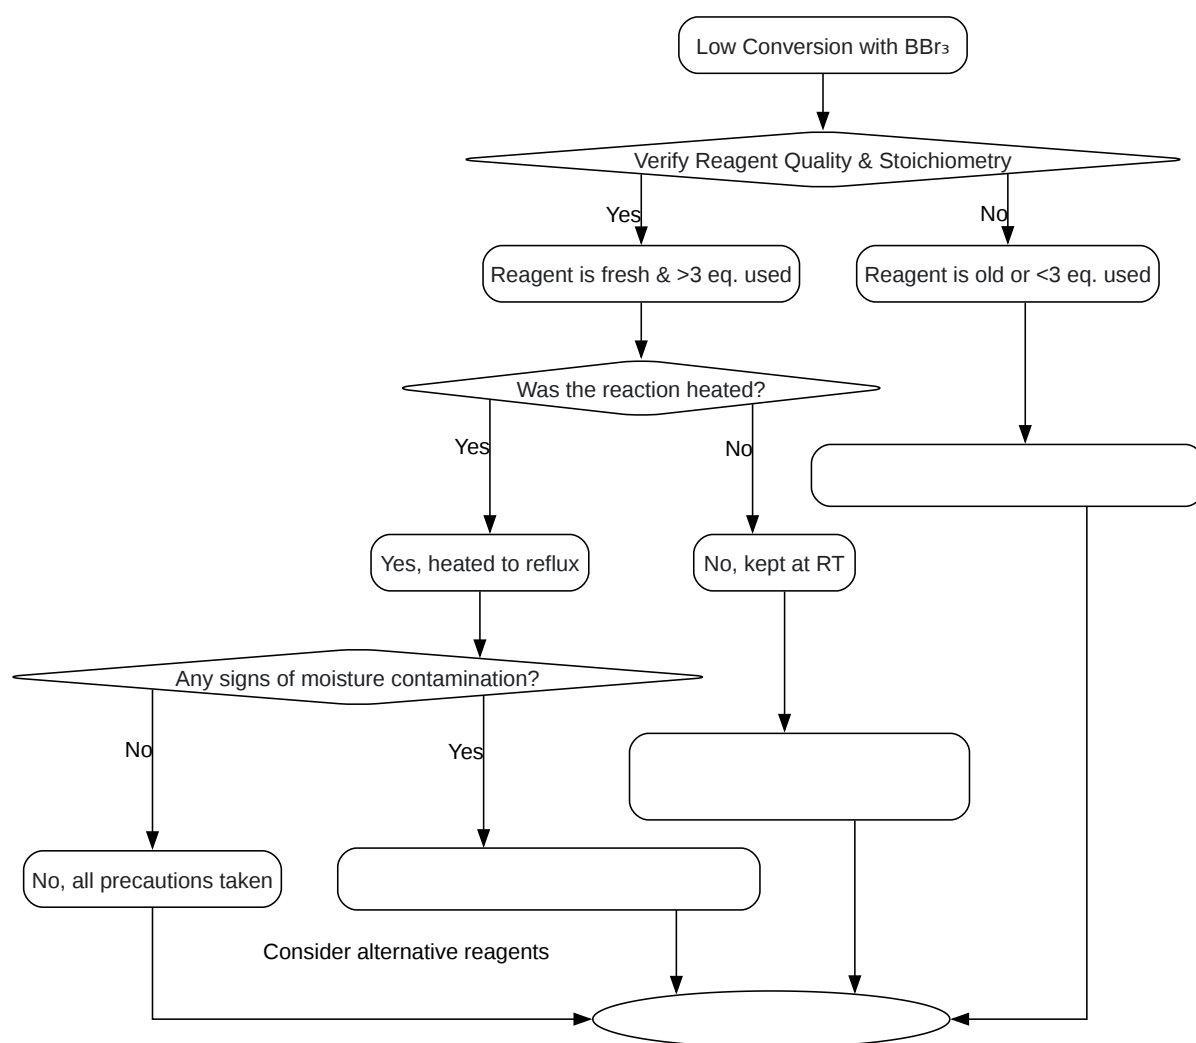 Low Conversion with BBr₃
Verify Reagent Quality & Stoichiometry
Yes
No
Reagent is fresh & >3 eq. used
Reagent is old or <3 eq. used
Was the reaction heated?
Yes
No
Yes, heated to reflux
No, kept at RT
Any signs of moisture contamination?
No
Yes
No, all precautions taken
Consider alternative reagents